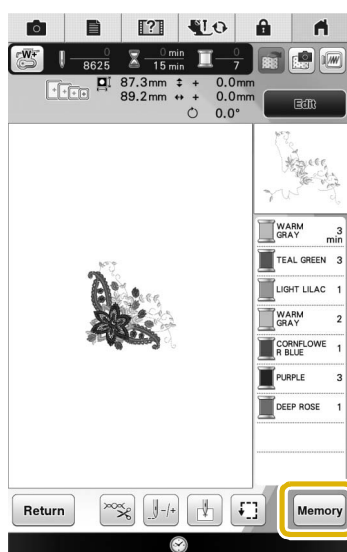 W+
0
8625
0 min
15 min
0
7
87.3mm + 0.0mm
89.2mm + 0.0mm
0.0°
Edit
WARM GRAY 3 min
TEAL GREEN 3
LIGHT LILAC 1
WARM GRAY 2
CORNFLOWE
R BLUE 1
PURPLE 3
DEEP ROSE 1
Return
-/+
Memory